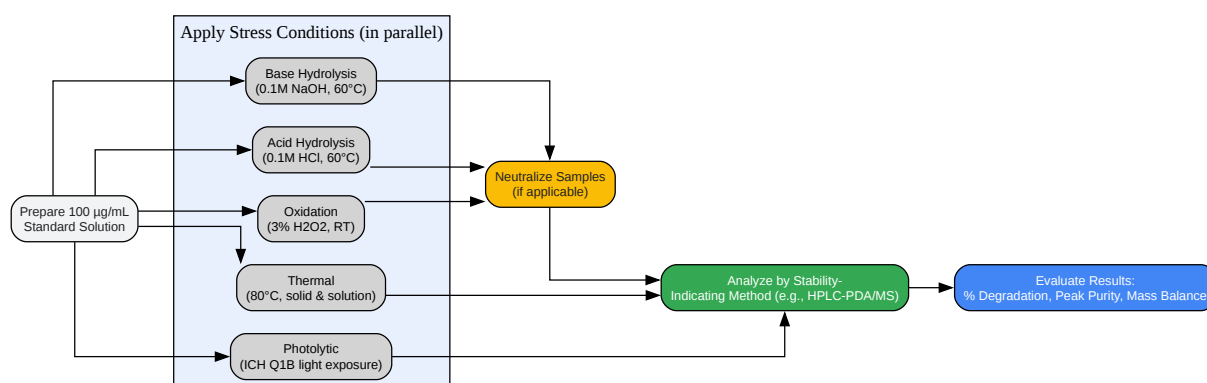 Apply Stress Conditions (in parallel)
Base Hydrolysis
(0.1M NaOH, 60°C)
Acid Hydrolysis
(0.1M HCl, 60°C)
Neutralize Samples
(if applicable)
Prepare 100 µg/mL
Standard Solution
Oxidation
(3% H2O2, RT)
Thermal
(80°C, solid & solution)
Analyze by Stability-
Indicating Method (e.g., HPLC-PDA/MS)
Evaluate Results:
% Degradation, Peak Purity, Mass Balance
Photolytic
(ICH Q1B light exposure)